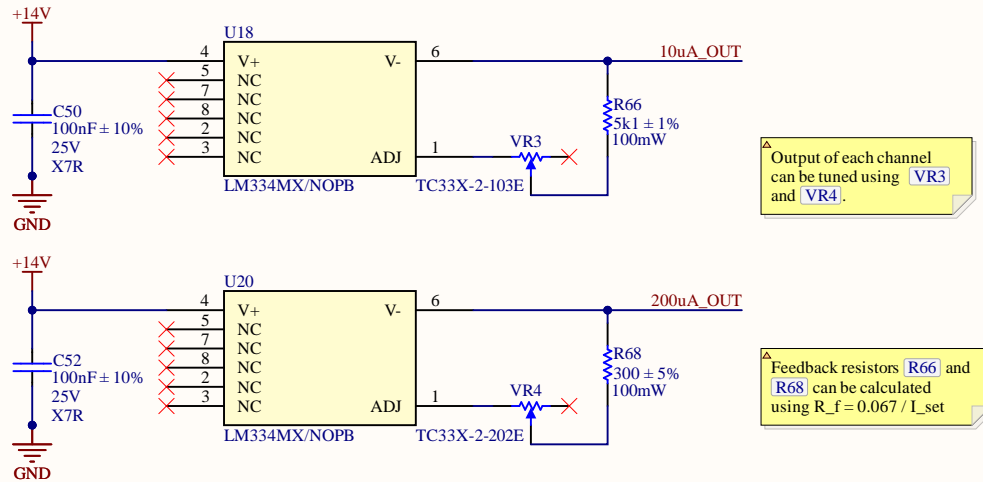 +14V
U18
4 V+ V- 6 10uA_OUT
5 NC
7 NC
8 NC
2 NC
3 NC ADJ 1
C50
100nF ± 10%
25V
X7R
R66
5k1 ± 1%
100mW
VR3
LM334MX/NOPB TC33X-2-103E
GND
Output of each channel
can be tuned using VR3
and VR4 .
+14V
U20
4 V+ V- 6 200uA_OUT
5 NC
7 NC
8 NC
2 NC
3 NC ADJ 1
C52
100nF ± 10%
25V
X7R
R68
300 ± 5%
100mW
VR4
LM334MX/NOPB TC33X-2-202E
GND
Feedback resistors R66 and
R68 can be calculated
using R_f = 0.067 / I_set